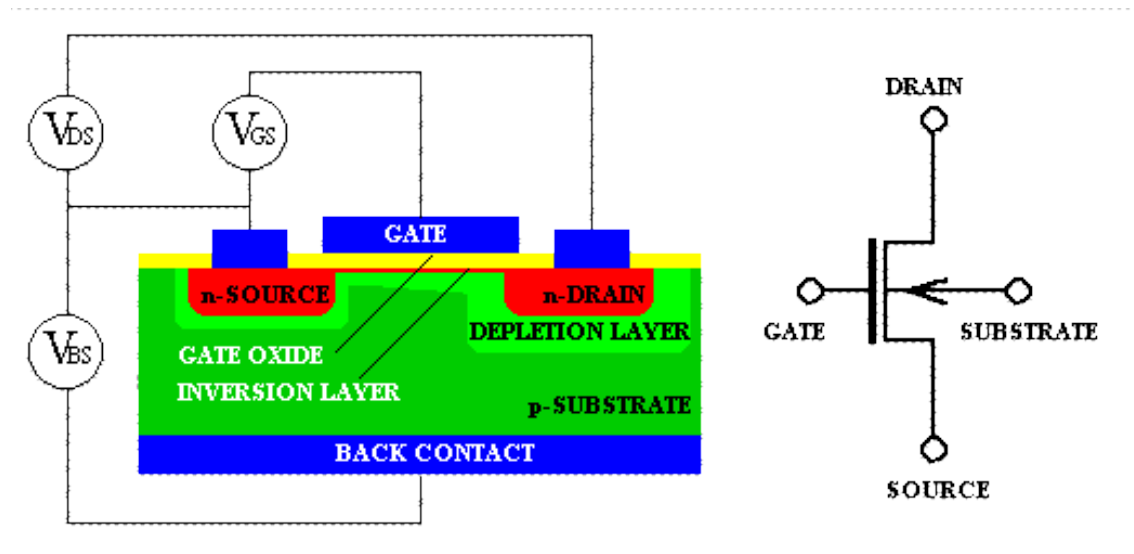 DRAIN
VDS
VGS
GATE
n-SOURCE
n-DRAIN
DEPLETION LAYER
GATE
SUBSTRATE
VBS
GATE OXIDE
INVERSION LAYER
p-SUBSTRATE
BACK CONTACT
SOURCE